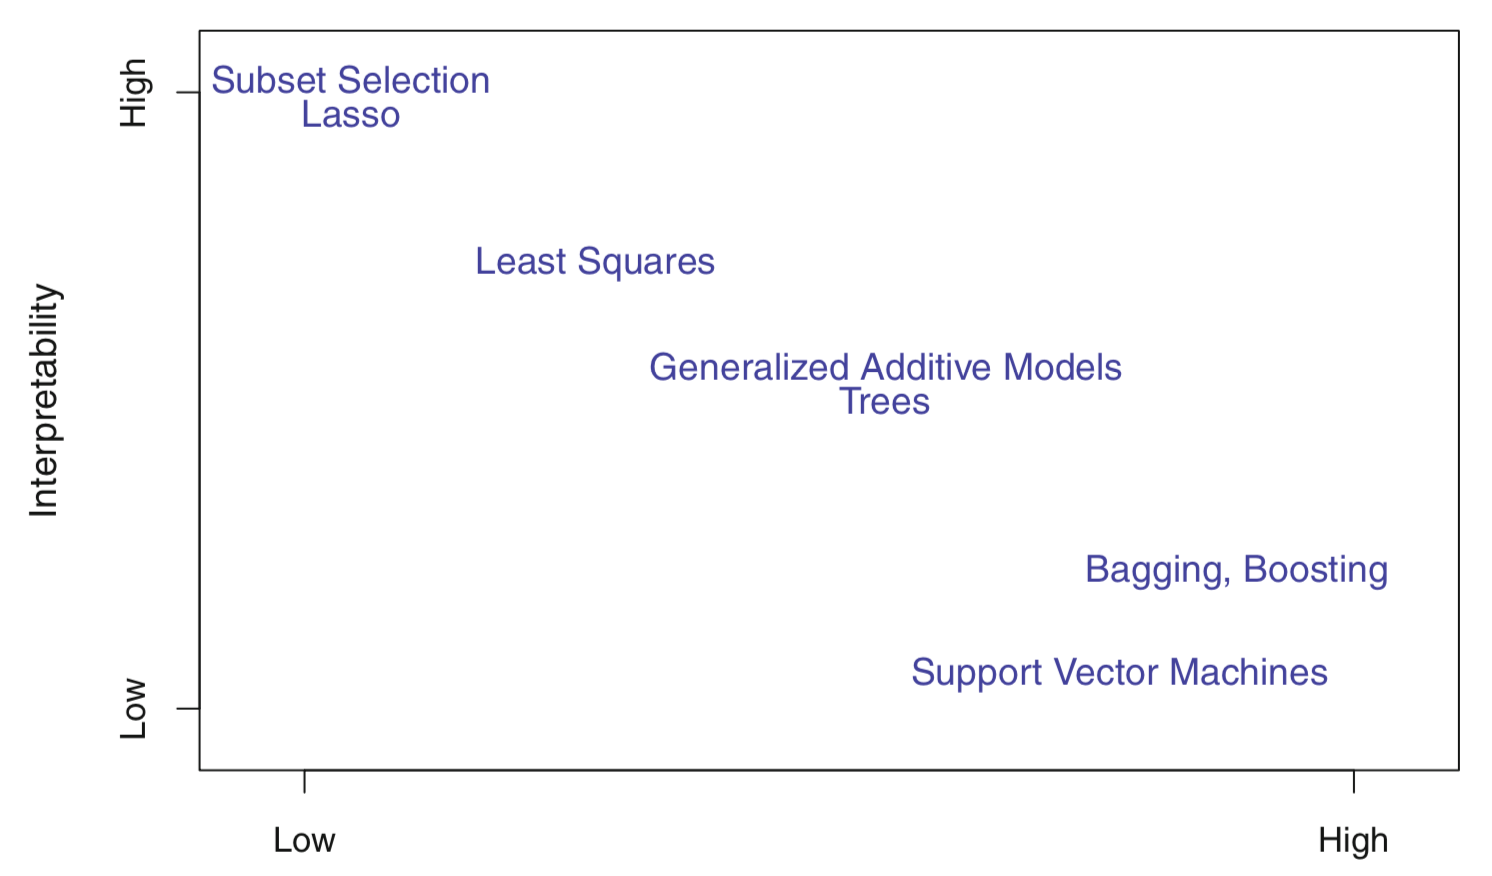 High
Subset Selection
Lasso
Least Squares
Interpretability
Generalized Additive Models
Trees
Bagging, Boosting
Support Vector Machines
Low
Low
High